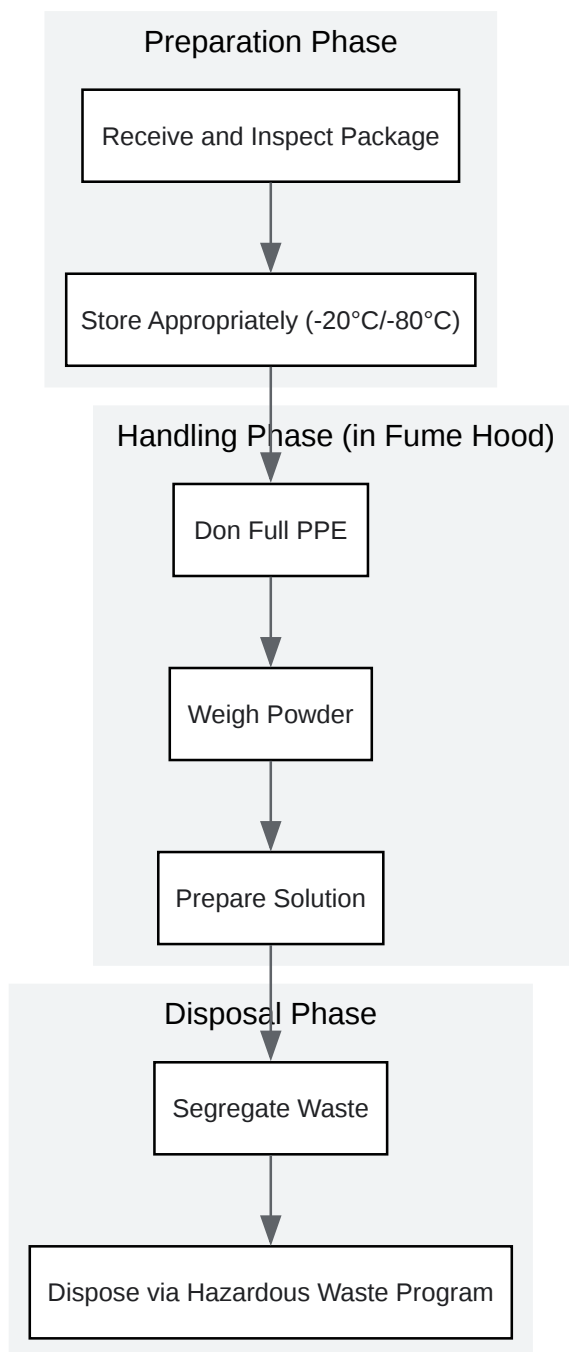 Preparation Phase
Receive and Inspect Package
Store Appropriately (-20°C/-80°C)
Handling Phase (in Fume Hood)
Don Full PPE
Weigh Powder
Prepare Solution
Disposal Phase
Segregate Waste
Dispose via Hazardous Waste Program